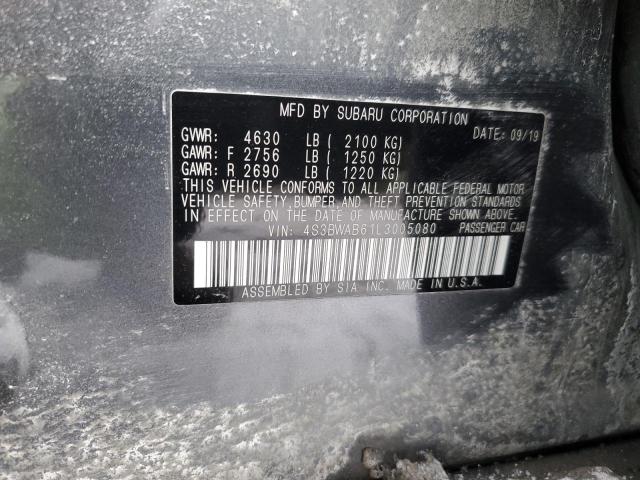 MFD BY SUBARU CORPORATION
GVWR: 4630 LB ( 2100 KG) DATE: 09/19
GAWR: F 2756 LB ( 1250 KG)
GAWR: R 2690 LB ( 1220 KG)
THIS VEHICLE CONFORMS TO ALL APPLICABLE FEDERAL MOTOR
VEHICLE SAFETY,BUMPER,AND THEFT PREVENTION STANDARDS
IN EFFECT ON THE DATE OF MANUFACTURE SHOWN ABOVE.
VIN: 4S3BWAB61L3005080 PASSENGER CAR
ASSEMBLED BY SIA INC. MADE IN U.S.A.